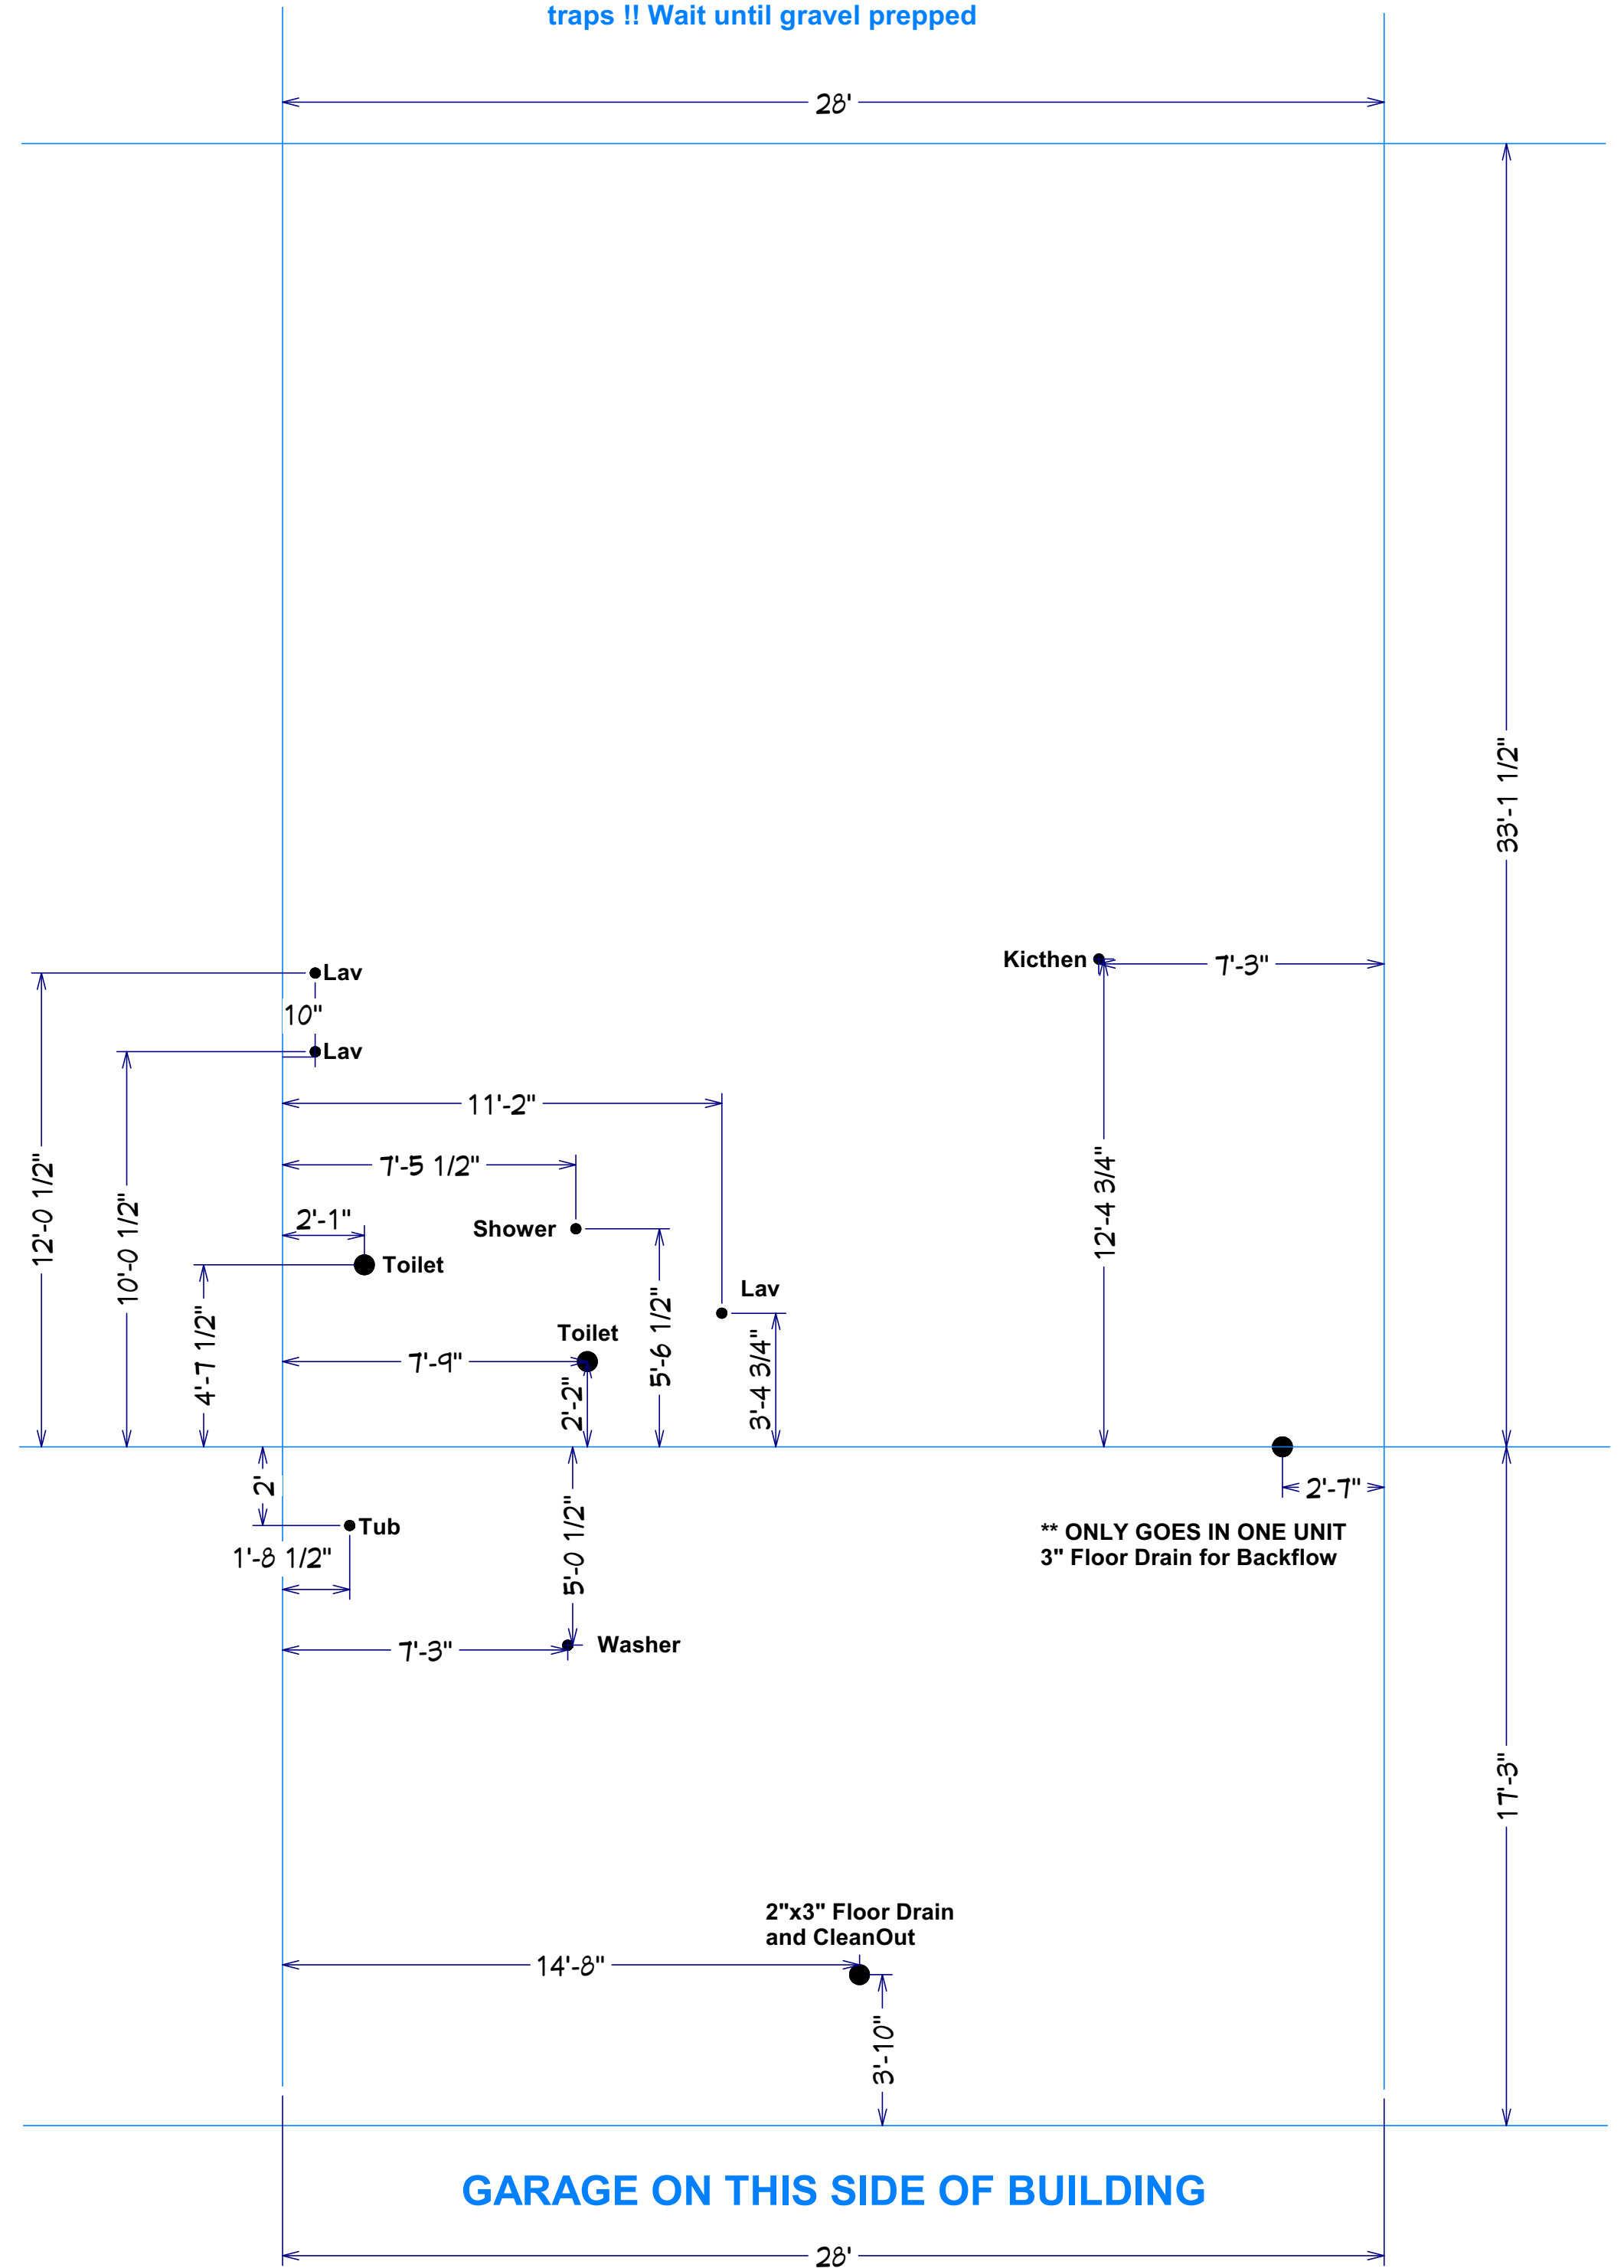 traps !! Wait until gravel prepped
28'
33'-1 1/2"
Kicthen
7'-3"
Lav
10"
Lav
11'-2"
7'-5 1/2"
2'-1"
Shower
Toilet
12'-0 1/2"
10'-0 1/2"
4'-7 1/2"
12'-4 3/4"
Lav
Toilet
7'-9"
2'-2"
5'-6 1/2"
3'-4 3/4"
2'
2'-7"
Tub
1'-8 1/2"
5'-0 1/2"
** ONLY GOES IN ONE UNIT
3" Floor Drain for Backflow
7'-3"
Washer
17'-3"
2"x3" Floor Drain
and CleanOut
14'-8"
3'-10"
GARAGE ON THIS SIDE OF BUILDING
28'